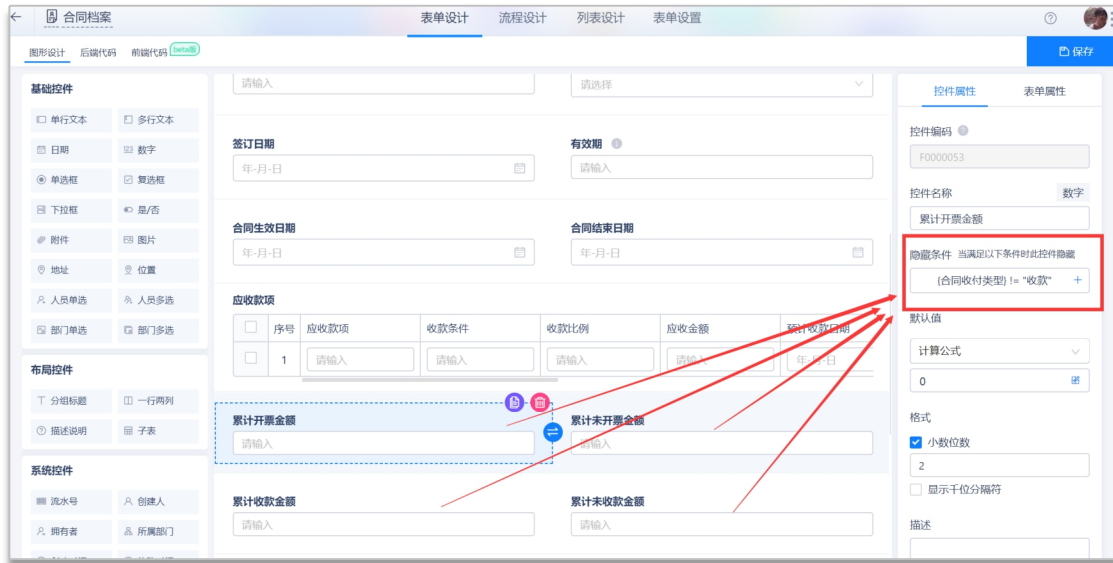 合同档案
表单设计 流程设计 列表设计 表单设置
图形设计 后端代码 前端代码 beta版
保存
基础控件
单行文本 多行文本
日期 数字
单选框 复选框
下拉框 是/否
附件 图片
地址 位置
人员单选 人员多选
部门单选 部门多选
布局控件
分组标题 一行两列
描述说明 子表
系统控件
流水号 创建人
拥有者 所属部门
请输入 请选择
签订日期 有效期
年-月-日 请输入
合同生效日期 合同结束日期
年-月-日 年-月-日
应收款项
序号 应收款项 收款条件 收款比例 应收金额 预计收款日期
1 请输入 请输入 请输入 请输入 年-月-日
累计开票金额 累计未开票金额
请输入 请输入
累计收款金额 累计未收款金额
请输入 请输入
控件属性 表单属性
控件编码
F0000053
控件名称 数字
累计开票金额
隐藏条件 当满足以下条件时此控件隐藏
{合同收付类型} != "收款" +
默认值
计算公式
0
格式
小数位数
2
显示千位分隔符
描述